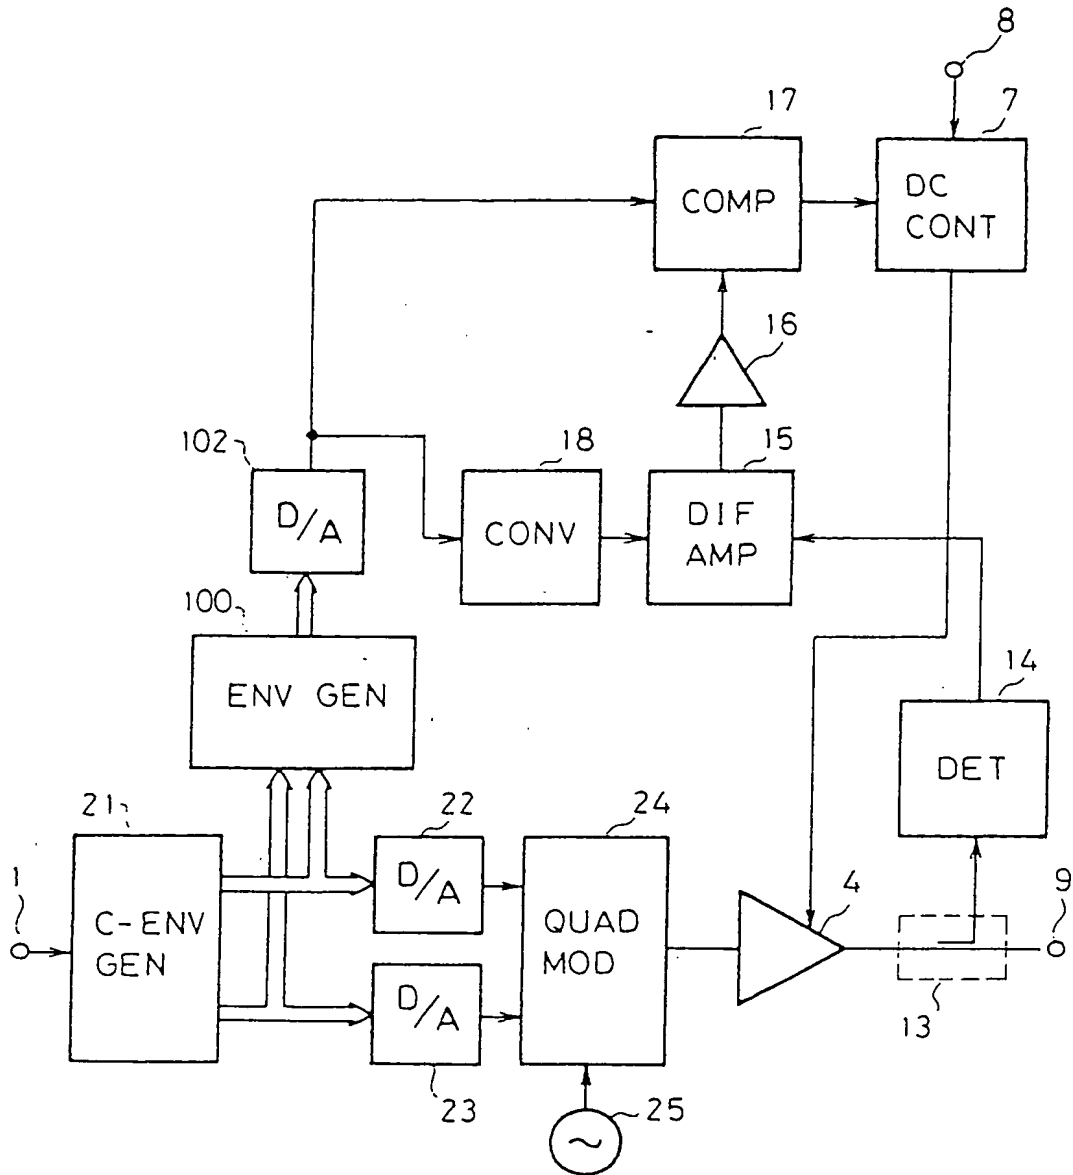 8
17
7
COMP
DC
CONT
16
102
18
15
D/A
CONV
DIF
AMP
100
ENV GEN
14
DET
21
22
24
1
C-ENV
GEN
D/A
QUAD
MOD
4
9
D/A
13
23
25
~